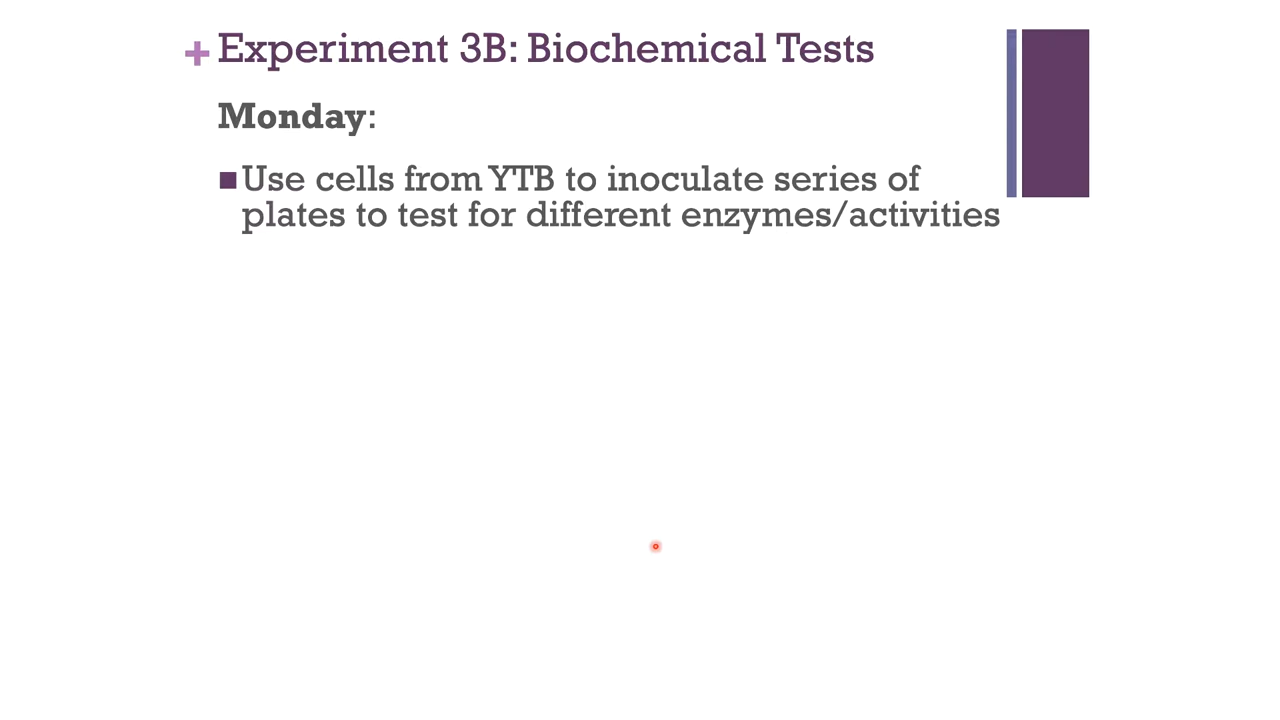 + Experiment 3B: Biochemical Tests
Monday:
■ Use cells from YTB to inoculate series of
plates to test for different enzymes/activities